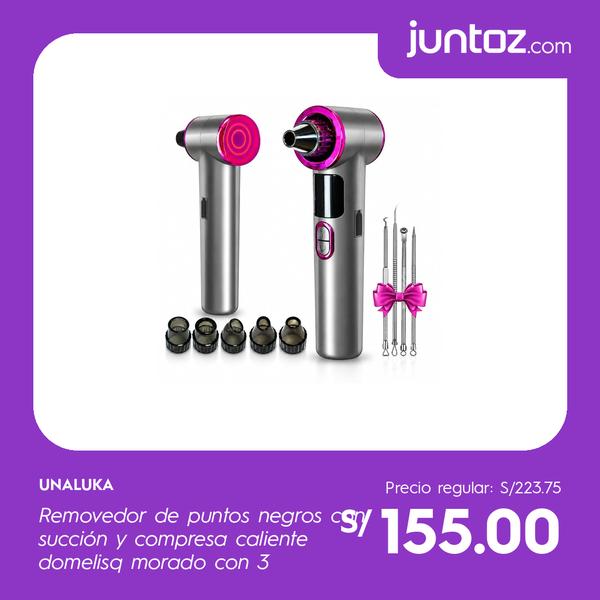 juntoz.com
UNALUKA
Precio regular: S/223.75
Removedor de puntos negros con
succión y compresa caliente
domelisq morado con 3
S/ 155.00